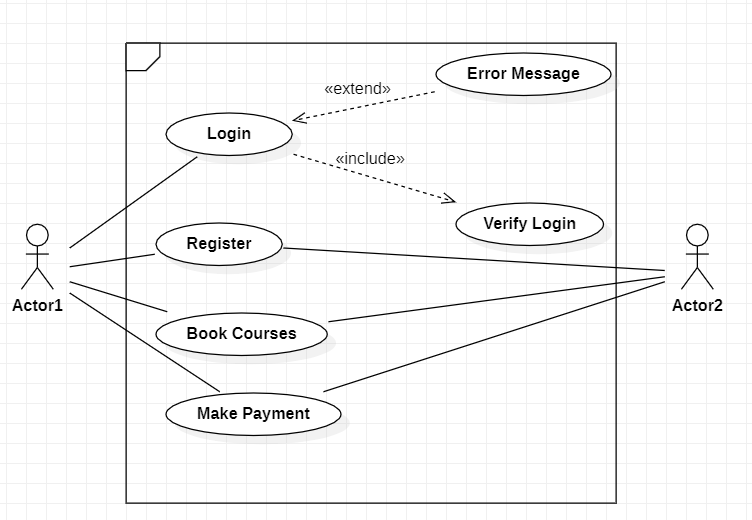 Error Message
«extend»
Login
«include»
Verify Login
Register
Actor1
Actor2
Book Courses
Make Payment